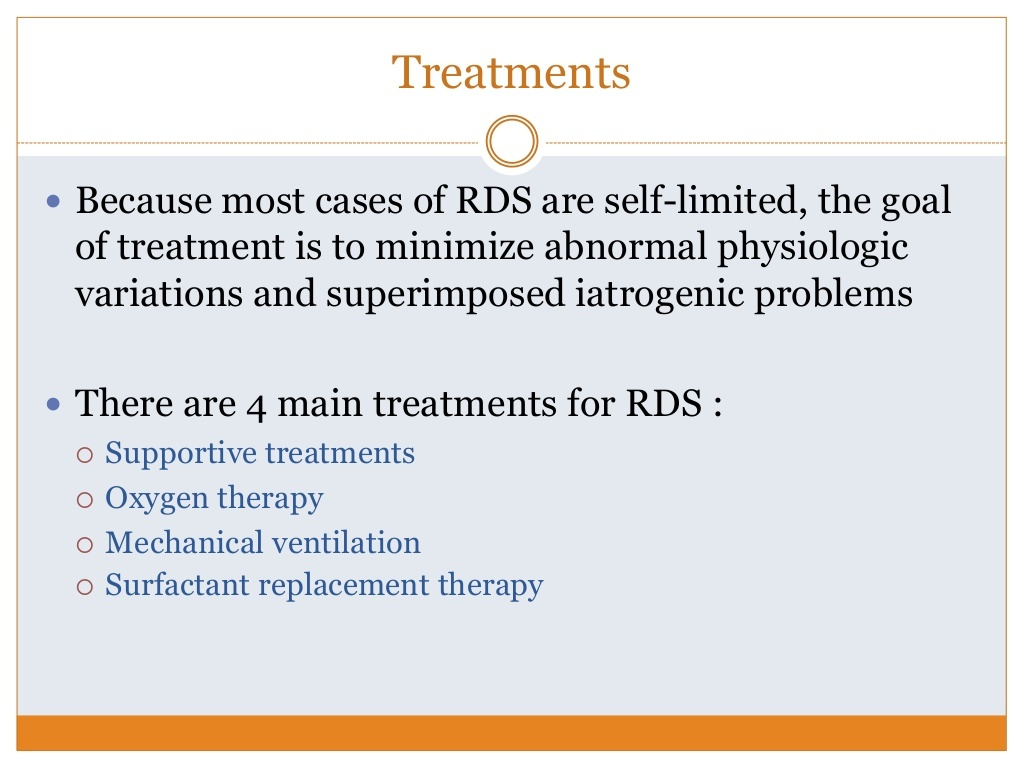 Treatments
Because most cases of RDS are self-limited, the goal
of treatment is to minimize abnormal physiologic
variations and superimposed iatrogenic problems
There are 4 main treatments for RDS :
Supportive treatments
Oxygen therapy
Mechanical ventilation
Surfactant replacement therapy